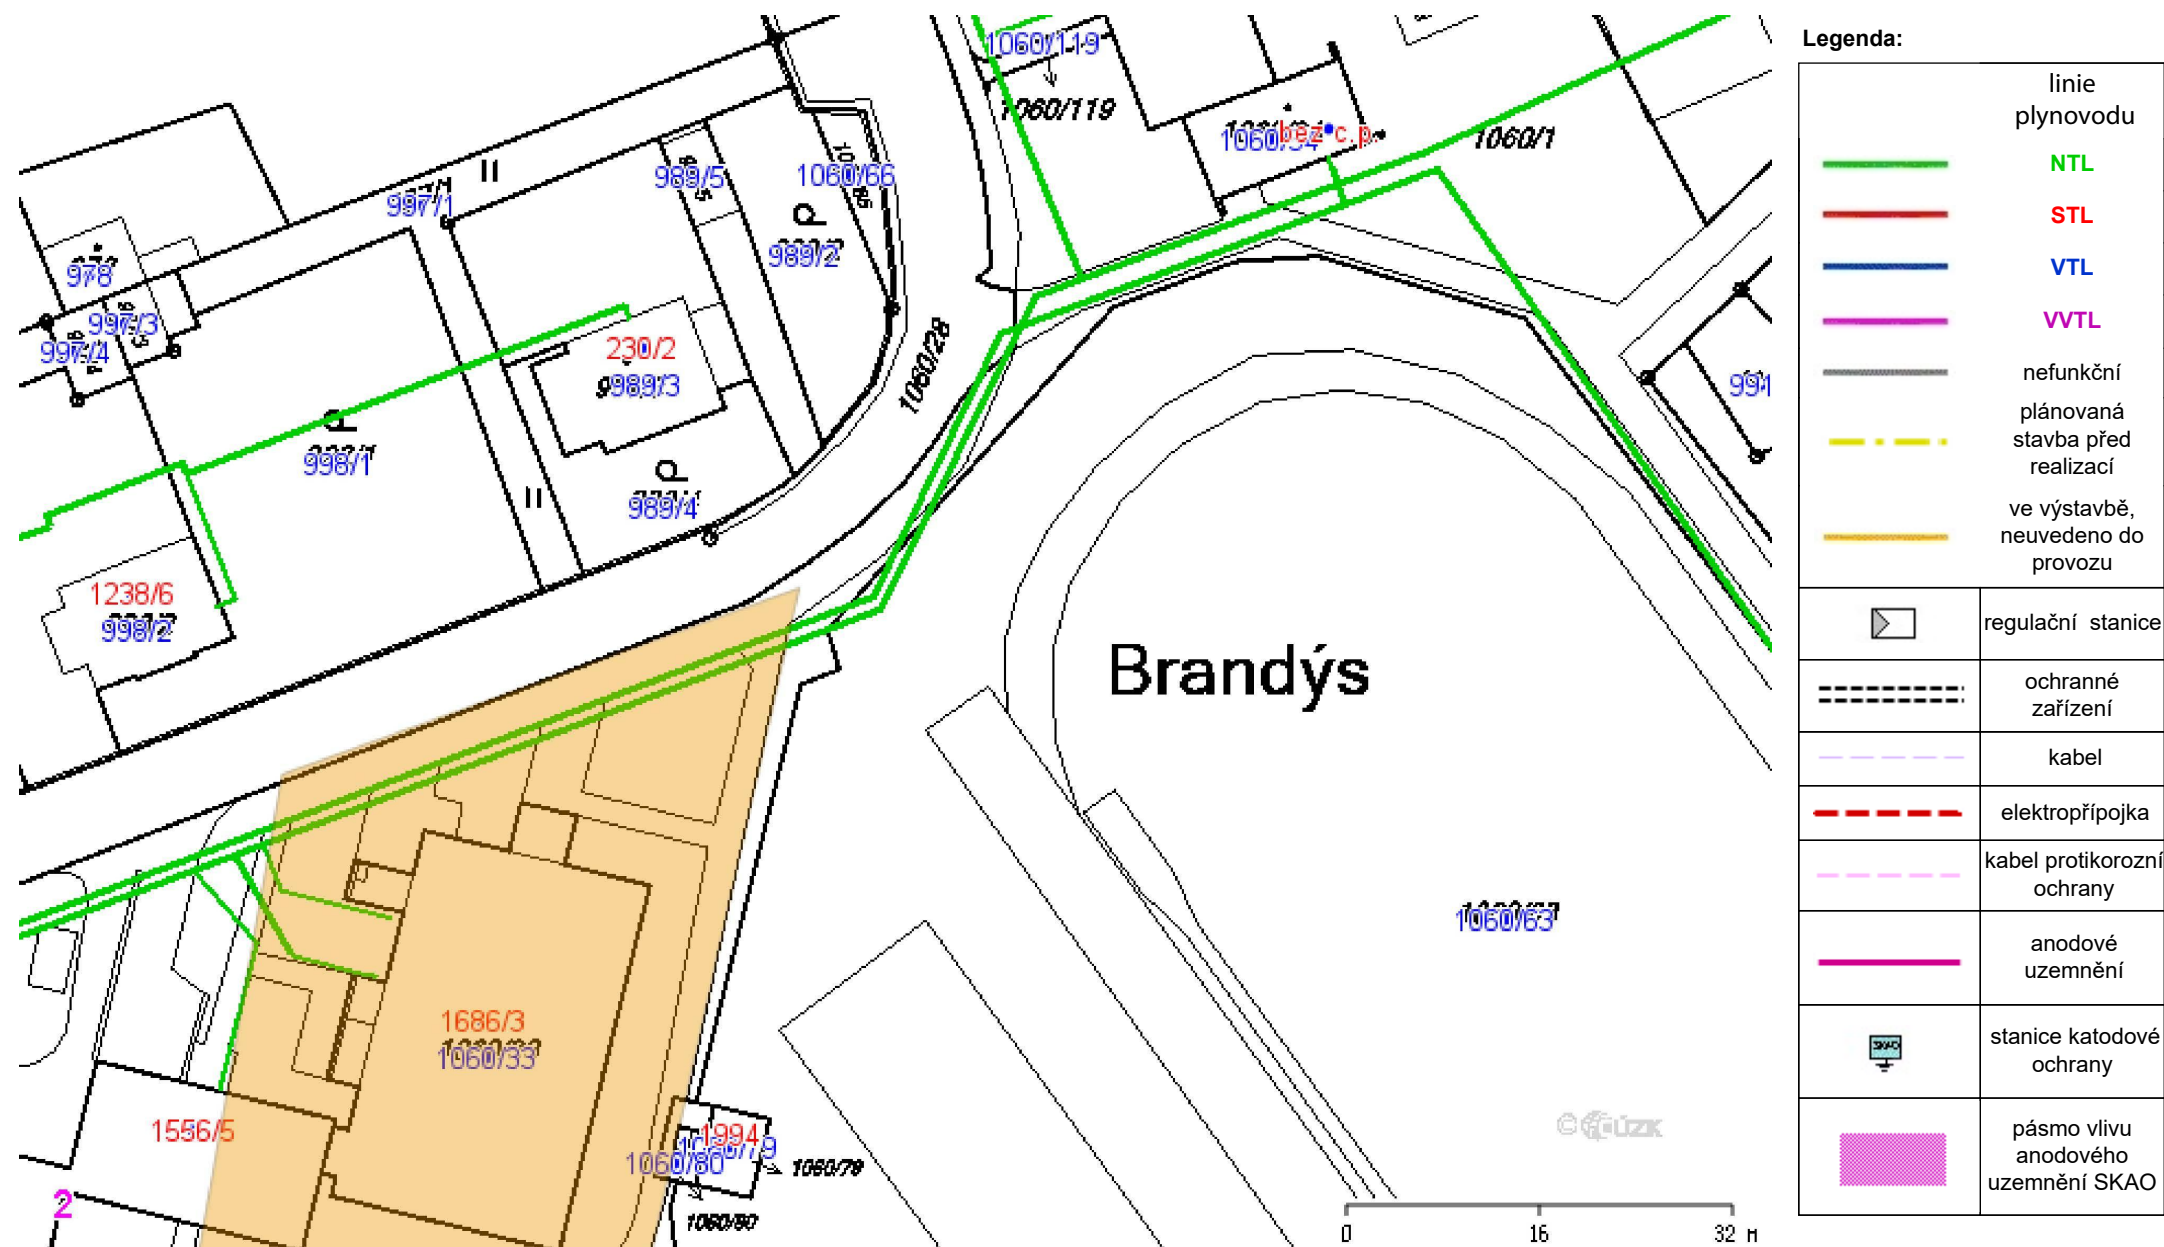 Legenda:
linie
plynovodu
NTL
STL
VTL
VVTL
nefunkční
plánovaná
stavba před
realizací
ve výstavbě,
neuvedeno do
provozu
regulační stanice
ochranné
zařízení
kabel
elektropřípojka
kabel protikorozní
ochrany
anodové
uzemnění
SKAO
stanice katodové
ochrany
pásmo vlivu
anodového
uzemnění SKAO
1060/119
1060/119
bez č.p.
1060/1
997/1
989/5
1060/66
989/2
978
997/3
997/4
230/2
989/3
1060/28
991
998/1
989/4
1238/6
998/2
Brandýs
1060/63
1686/3
1060/33
1556/5
1994
1060/80
1060/79
1060/80
2
© ČÚZK
0 16 32 M